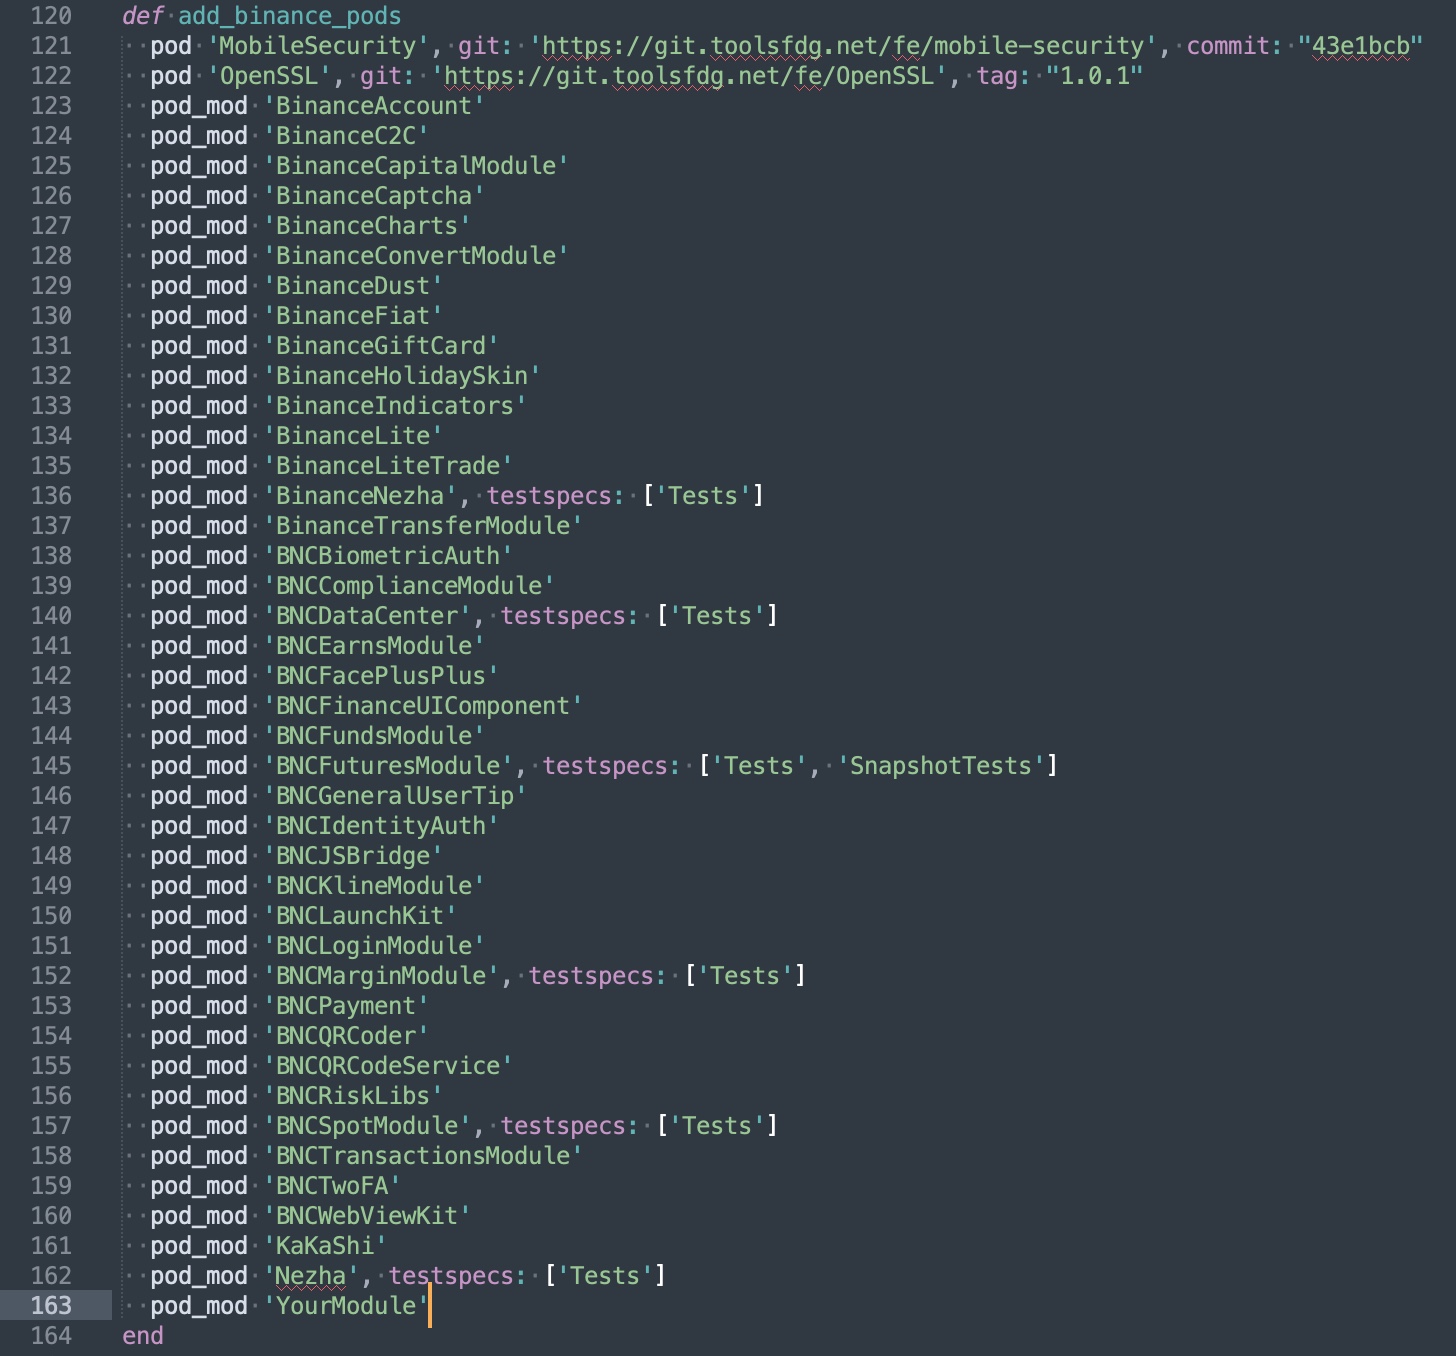 120 def add_binance_pods
121 pod 'MobileSecurity', git: 'https://git.toolsfdg.net/fe/mobile-security', commit: "43e1bcb"
122 pod 'OpenSSL', git: 'https://git.toolsfdg.net/fe/OpenSSL', tag: "1.0.1"
123 pod_mod 'BinanceAccount'
124 pod_mod 'BinanceC2C'
125 pod_mod 'BinanceCapitalModule'
126 pod_mod 'BinanceCaptcha'
127 pod_mod 'BinanceCharts'
128 pod_mod 'BinanceConvertModule'
129 pod_mod 'BinanceDust'
130 pod_mod 'BinanceFiat'
131 pod_mod 'BinanceGiftCard'
132 pod_mod 'BinanceHolidaySkin'
133 pod_mod 'BinanceIndicators'
134 pod_mod 'BinanceLite'
135 pod_mod 'BinanceLiteTrade'
136 pod_mod 'BinanceNezha', testspecs: ['Tests']
137 pod_mod 'BinanceTransferModule'
138 pod_mod 'BNCBiometricAuth'
139 pod_mod 'BNCComplianceModule'
140 pod_mod 'BNCDataCenter', testspecs: ['Tests']
141 pod_mod 'BNCEarnsModule'
142 pod_mod 'BNCFacePlusPlus'
143 pod_mod 'BNCFinanceUIComponent'
144 pod_mod 'BNCFundsModule'
145 pod_mod 'BNCFuturesModule', testspecs: ['Tests', 'SnapshotTests']
146 pod_mod 'BNCGeneralUserTip'
147 pod_mod 'BNCIdentityAuth'
148 pod_mod 'BNCJSBridge'
149 pod_mod 'BNCKlineModule'
150 pod_mod 'BNCLaunchKit'
151 pod_mod 'BNCLoginModule'
152 pod_mod 'BNCMarginModule', testspecs: ['Tests']
153 pod_mod 'BNCPayment'
154 pod_mod 'BNCQRCoder'
155 pod_mod 'BNCQRCodeService'
156 pod_mod 'BNCRiskLibs'
157 pod_mod 'BNCSpotModule', testspecs: ['Tests']
158 pod_mod 'BNCTransactionsModule'
159 pod_mod 'BNCTwoFA'
160 pod_mod 'BNCWebViewKit'
161 pod_mod 'KaKaShi'
162 pod_mod 'Nezha', testspecs: ['Tests']
163 pod_mod 'YourModule'
164 end